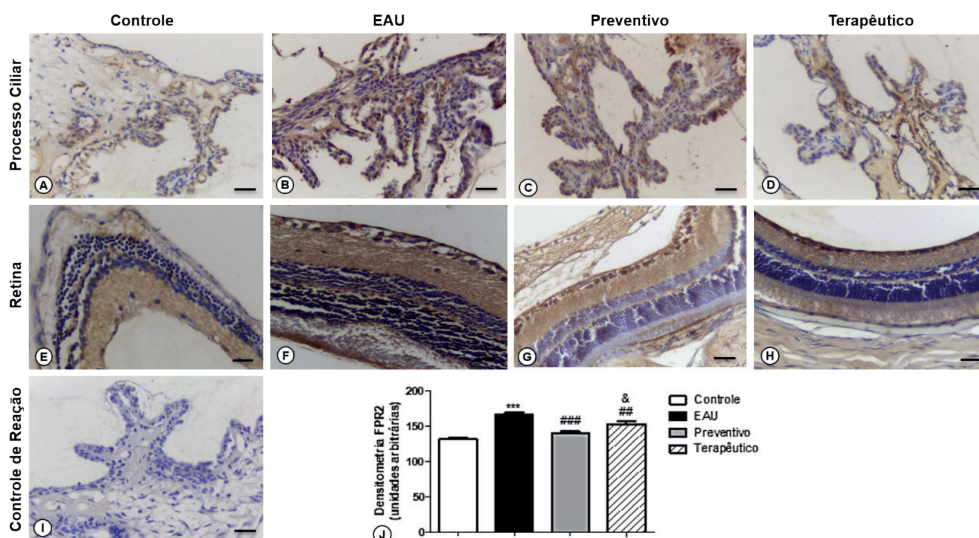 Controle
EAU
Preventivo
Terapêutico
Processo Ciliar
A
B
C
D
Retina
E
F
G
H
Controle de Reação
I
J
Densitometria FPR2
(unidades arbitrárias)
200
150
100
50
0
***
###
&
##
Controle
EAU
Preventivo
Terapêutico